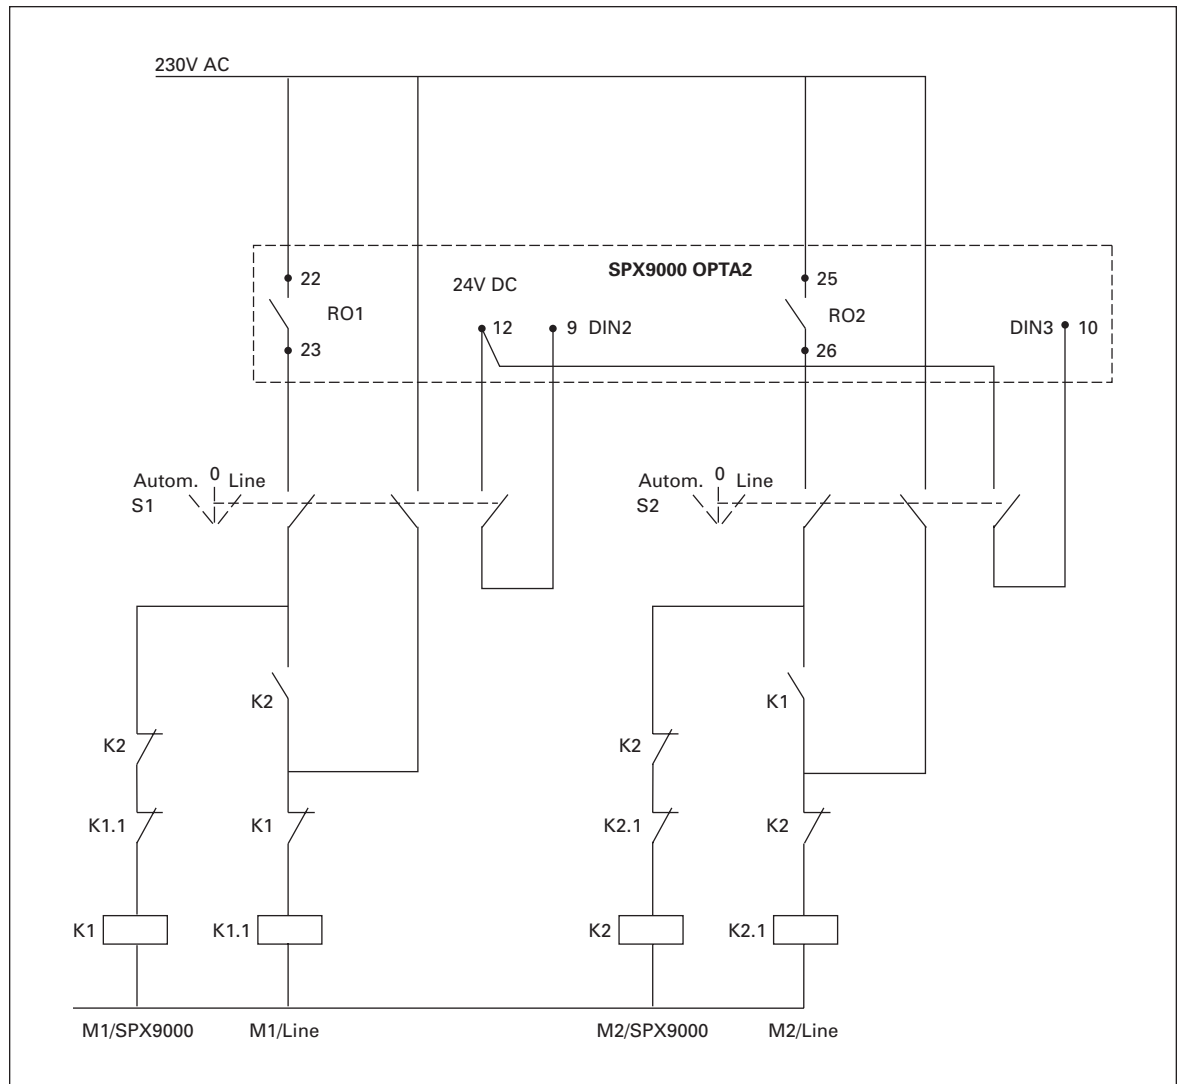 230V AC
SPX9000 OPTA2
22
24V DC
25
RO1
RO2
12
9 DIN2
DIN3 10
23
26
Autom. 0 Line
S1
Autom. 0 Line
S2
K2
K1
K2
K2
K1.1
K1
K2.1
K2
K1
K1.1
K2
K2.1
M1/SPX9000
M1/Line
M2/SPX9000
M2/Line